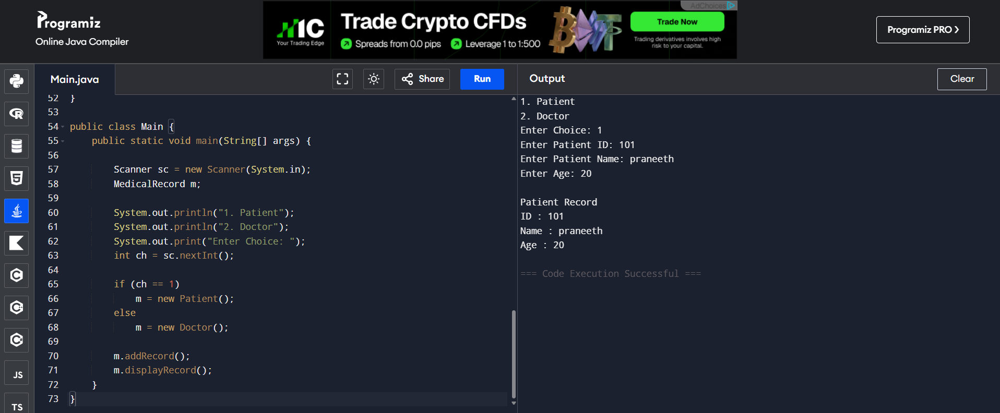 Programiz
Online Java Compiler
HIC
Your Trading Edge
Trade Crypto CFDs
Spreads from 0.0 pips Leverage 1 to 1:500
AdChoices
Trade Now
Trading derivatives involves high
risk to your capital.
Programiz PRO ❯
Main.java
Share
Run
Output
Clear
R
5
C
C
C
JS
TS
52 }
53
54 public class Main {
55     public static void main(String[] args) {
56
57         Scanner sc = new Scanner(System.in);
58         MedicalRecord m;
59
60         System.out.println("1. Patient");
61         System.out.println("2. Doctor");
62         System.out.print("Enter Choice: ");
63         int ch = sc.nextInt();
64
65         if (ch == 1)
66             m = new Patient();
67         else
68             m = new Doctor();
69
70         m.addRecord();
71         m.displayRecord();
72     }
73 }
1. Patient
2. Doctor
Enter Choice: 1
Enter Patient ID: 101
Enter Patient Name: praneeth
Enter Age: 20
Patient Record
ID : 101
Name : praneeth
Age : 20
=== Code Execution Successful ===